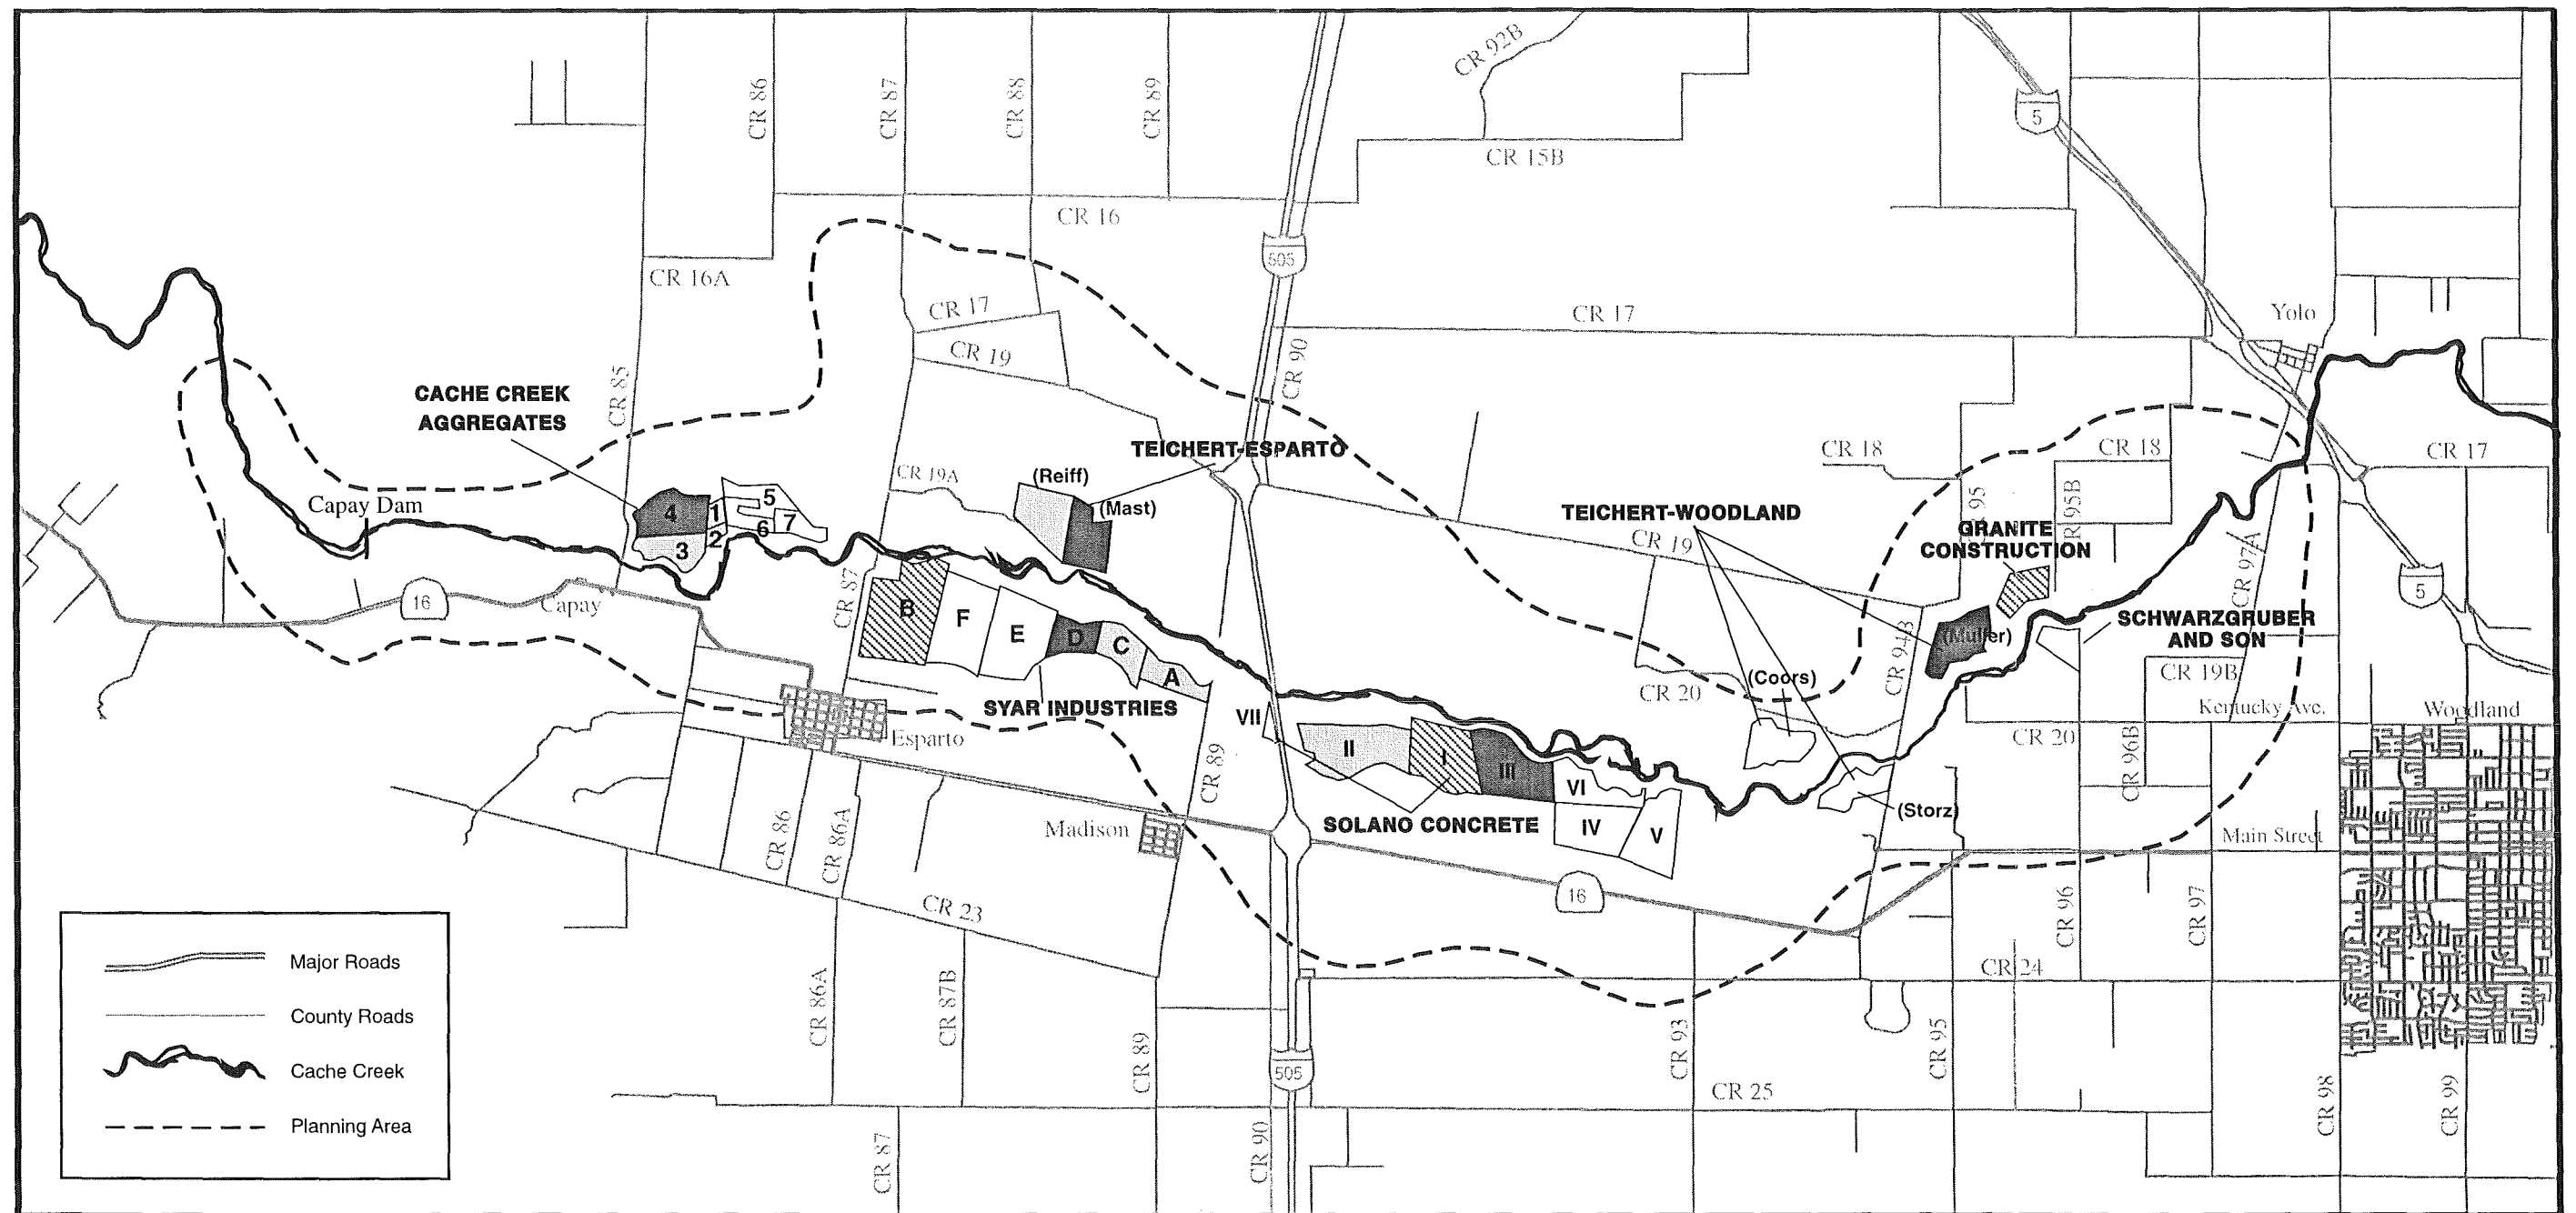 CR 92B
CR 86
CR 87
CR 88
CR 89
5
CR 15B
CR 16
505
CR 16A
CR 17
CR 17
Yolo
CR 19
CR 90
CR 85
CACHE CREEK
AGGREGATES
TEICHERT-ESPARTO
CR 18
CR 18
CR 17
CR 19A
(Reiff)
(Mast)
Capay Dam
4
1
5
7
6
2
3
TEICHERT-WOODLAND
95
R 95B
GRANITE
CONSTRUCTION
CR 19
CR 97A
5
16
Capay
CR 87
B
F
E
D
C
A
(Muller)
SCHWARZGRUBER
AND SON
CR 94B
CR 19B
(Coors)
CR 20
SYAR INDUSTRIES
VII
Kentucky Ave.
Woodland
Esparto
II
I
III
VI
CR 20
CR 96B
CR 89
IV
V
(Storz)
SOLANO CONCRETE
Madison
CR 86
CR 86A
Main Street
16
CR 23
CR 96
CR 97
Major Roads
CR 24
CR 86A
CR 87B
County Roads
CR 89
505
CR 93
CR 95
Cache Creek
CR 25
CR 98
CR 99
Planning Area
CR 87
CR 90